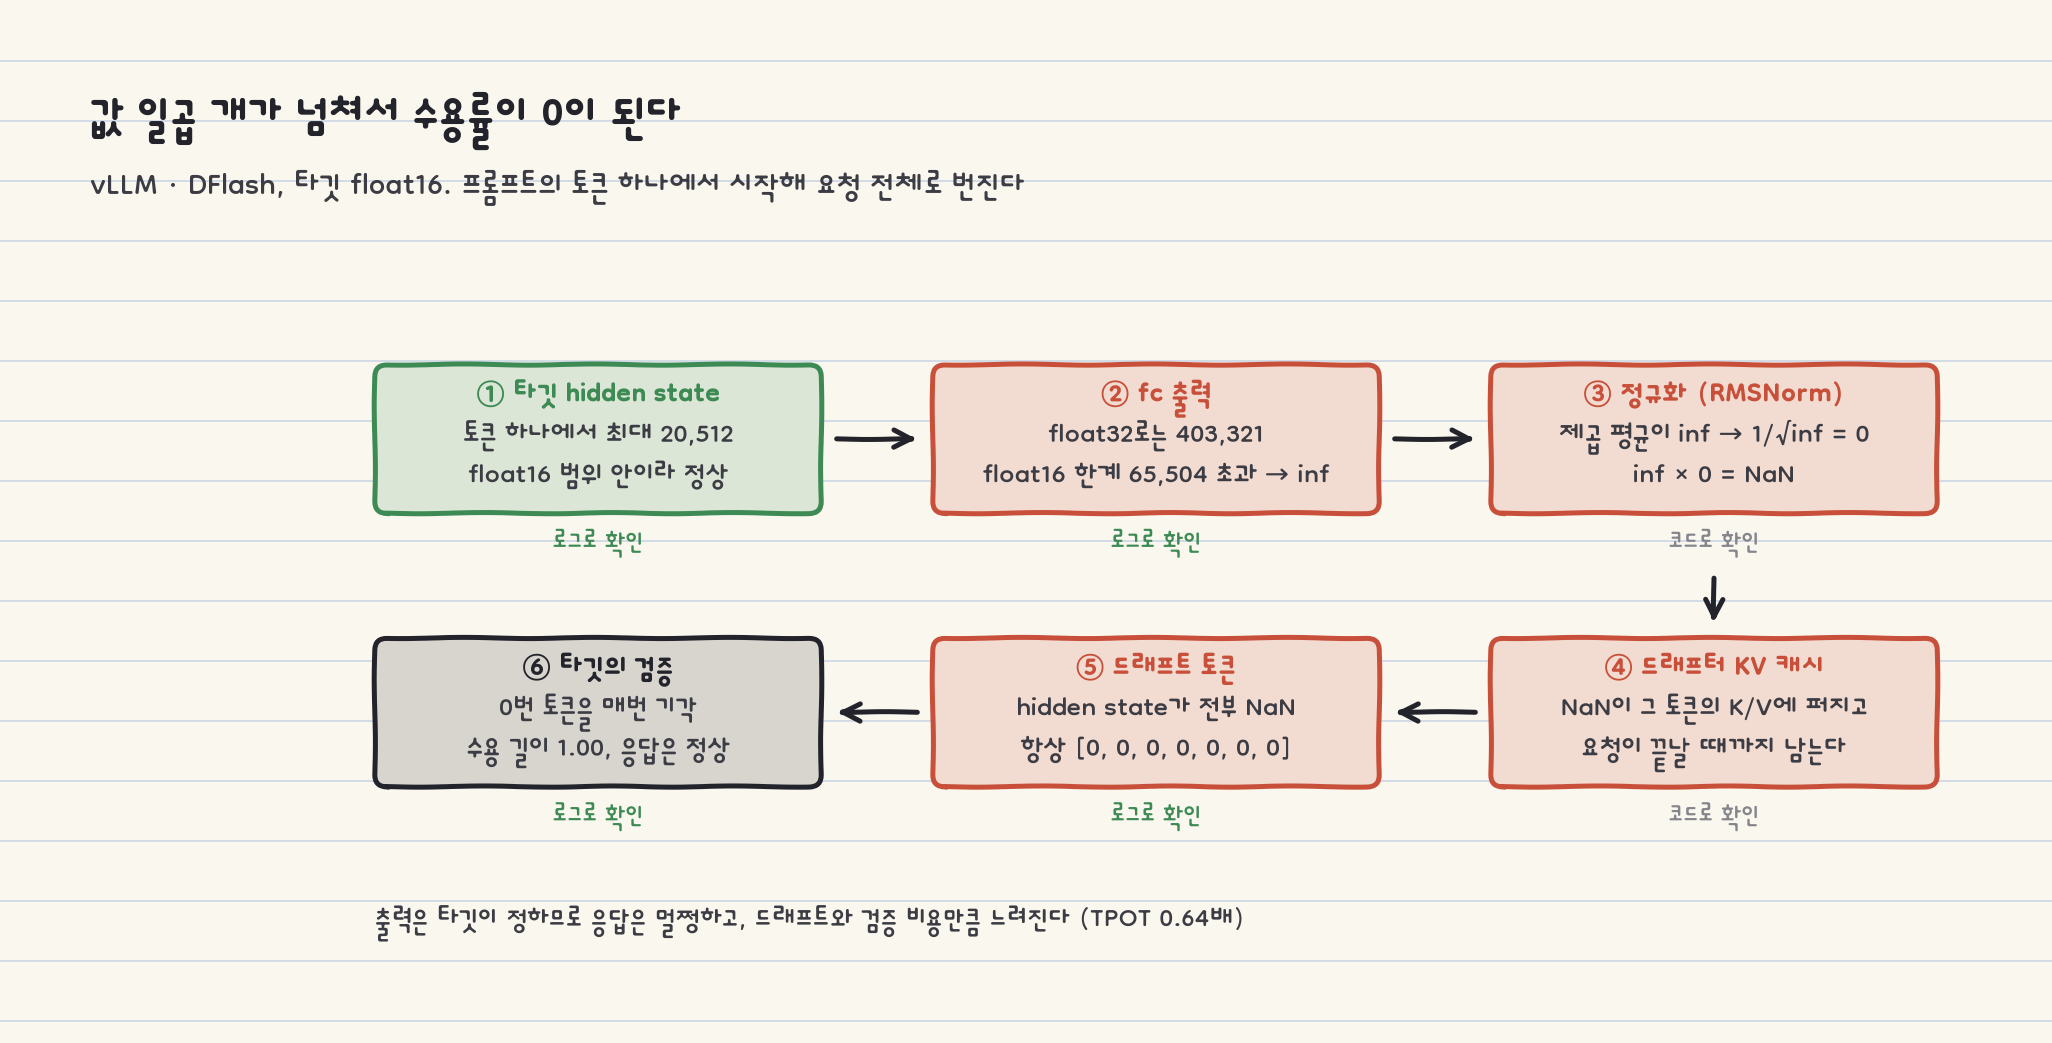 값 일곱 개가 넘쳐서 수용률이 0이 된다
vLLM · DFlash, 타깃 float16. 프롬프트의 토큰 하나에서 시작해 요청 전체로 번진다
① 타깃 hidden state
토큰 하나에서 최대 20,512
float16 범위 안이라 정상
로그로 확인
② fc 출력
float32로는 403,321
float16 한계 65,504 초과 → inf
로그로 확인
③ 정규화 (RMSNorm)
제곱 평균이 inf → 1/√inf = 0
inf × 0 = NaN
코드로 확인
④ 드래프터 KV 캐시
NaN이 그 토큰의 K/V에 퍼지고
요청이 끝날 때까지 남는다
코드로 확인
⑤ 드래프트 토큰
hidden state가 전부 NaN
항상 [0, 0, 0, 0, 0, 0, 0]
로그로 확인
⑥ 타깃의 검증
0번 토큰을 매번 기각
수용 길이 1.00, 응답은 정상
로그로 확인
출력은 타깃이 정하므로 응답은 멀쩡하고, 드래프트와 검증 비용만큼 느려진다 (TPOT 0.64배)